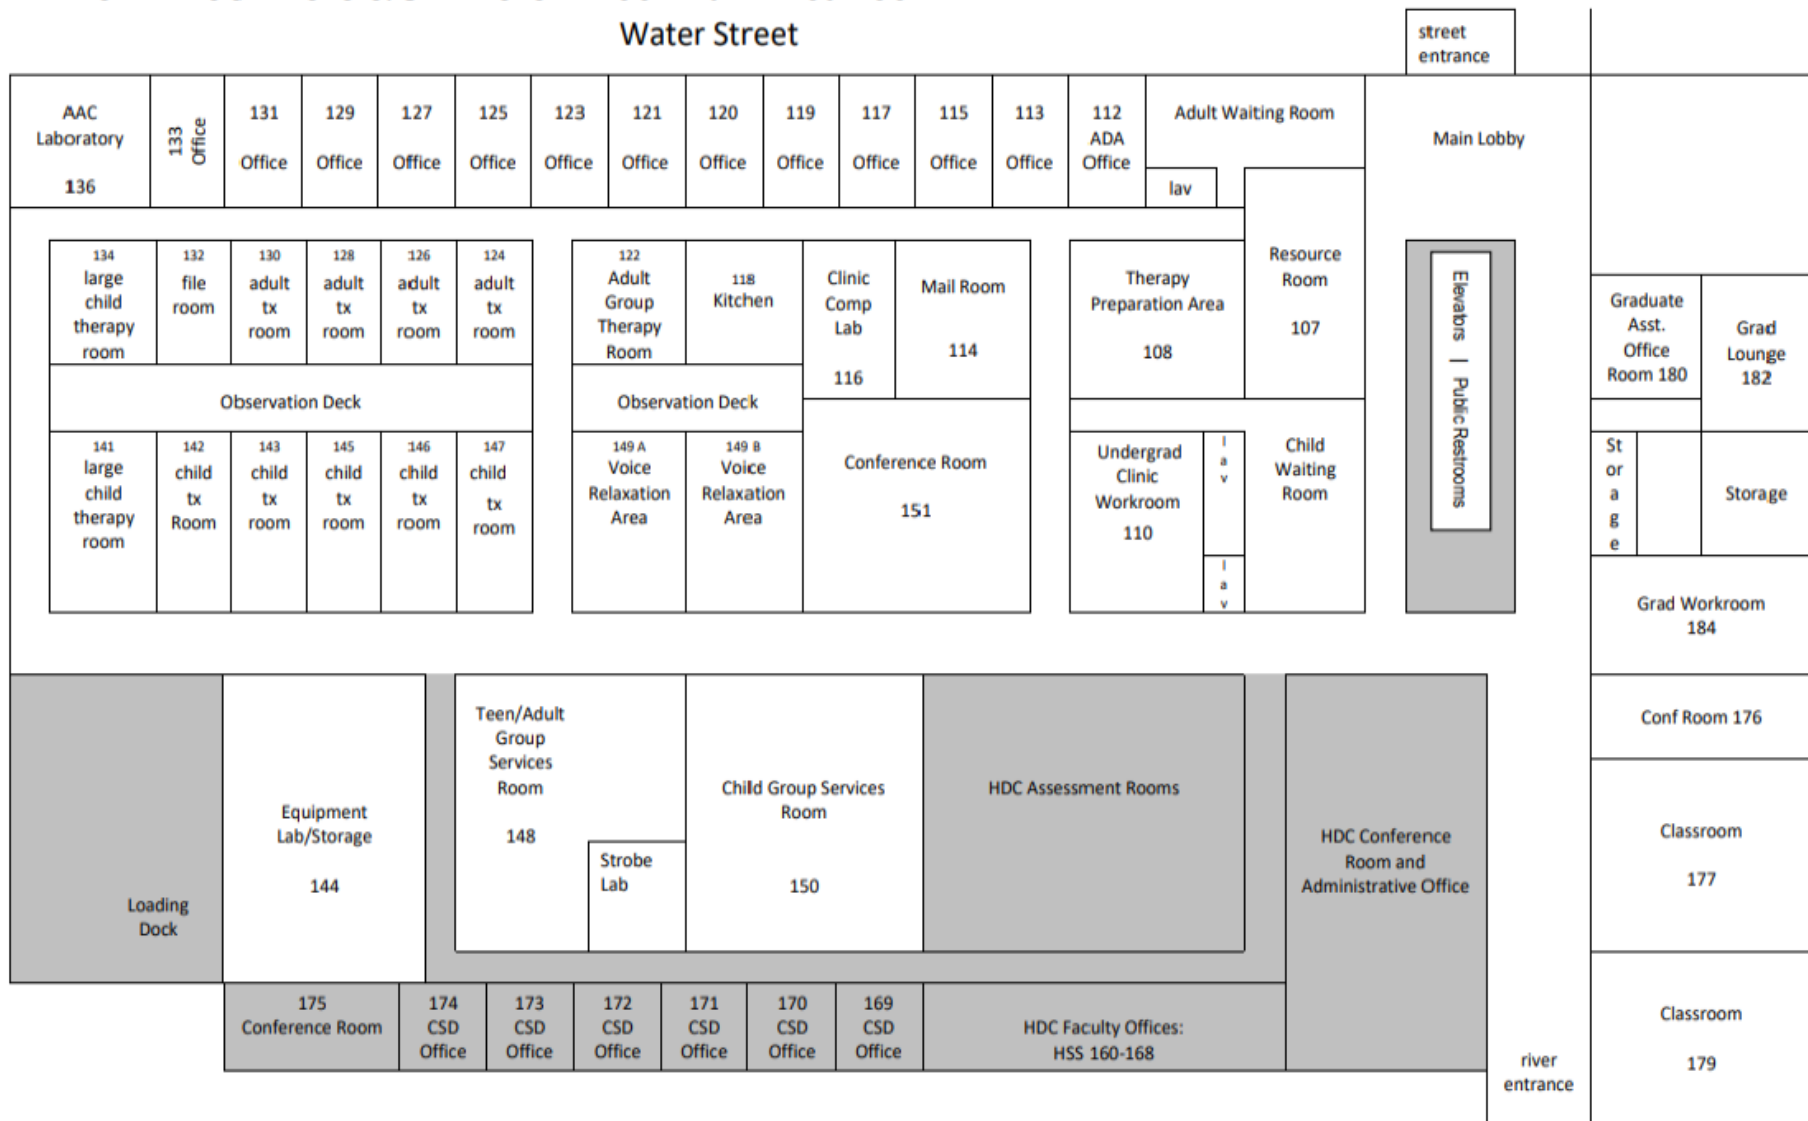 Water Street
street
entrance
AAC
Laboratory
136
133
Office
131
Office
129
Office
127
Office
125
Office
123
Office
121
Office
120
Office
119
Office
117
Office
115
Office
113
Office
112
ADA
Office
Adult Waiting Room
lav
Main Lobby
134
large
child
therapy
room
132
file
room
130
adult
tx
room
128
adult
tx
room
126
adult
tx
room
124
adult
tx
room
122
Adult
Group
Therapy
Room
118
Kitchen
Clinic
Comp
Lab
116
Mail Room
114
Therapy
Preparation Area
108
Resource
Room
107
Elevators | Public Restrooms
Graduate
Asst.
Office
Room 180
Grad
Lounge
182
Observation Deck
Observation Deck
141
large
child
therapy
room
142
child
tx
Room
143
child
tx
room
145
child
tx
room
146
child
tx
room
147
child
tx
room
149 A
Voice
Relaxation
Area
149 B
Voice
Relaxation
Area
Conference Room
151
Undergrad
Clinic
Workroom
110
l
a
v
l
a
v
Child
Waiting
Room
St
or
a
g
e
Storage
Grad Workroom
184
Loading
Dock
Equipment
Lab/Storage
144
Teen/Adult
Group
Services
Room
148
Strobe
Lab
Child Group Services
Room
150
HDC Assessment Rooms
HDC Conference
Room and
Administrative Office
Conf Room 176
Classroom
177
175
Conference Room
174
CSD
Office
173
CSD
Office
172
CSD
Office
171
CSD
Office
170
CSD
Office
169
CSD
Office
HDC Faculty Offices:
HSS 160-168
river
entrance
Classroom
179